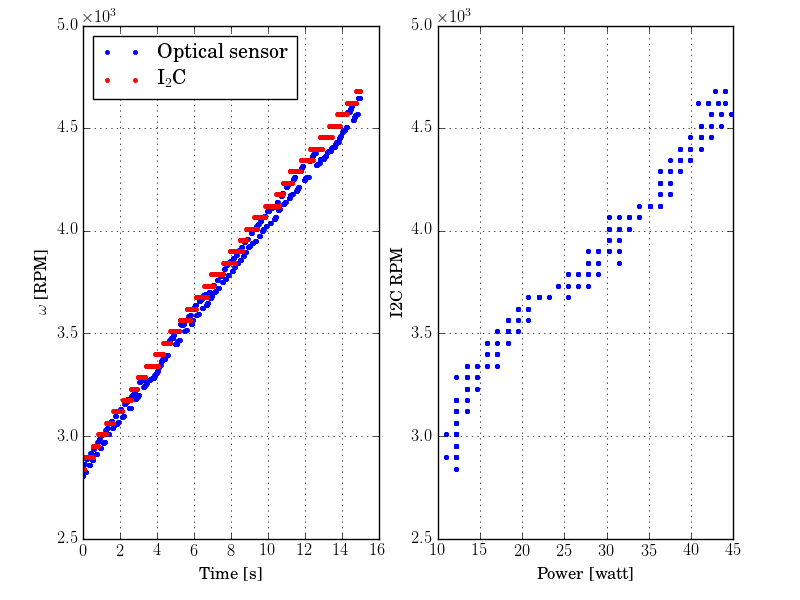 5.0 ×10³
4.5
4.0
3.5
3.0
2.5
ω [RPM]
Optical sensor
I₂C
0 2 4 6 8 10 12 14 16
Time [s]
5.0 ×10³
4.5
4.0
3.5
3.0
2.5
I2C RPM
10 15 20 25 30 35 40 45
Power [watt]